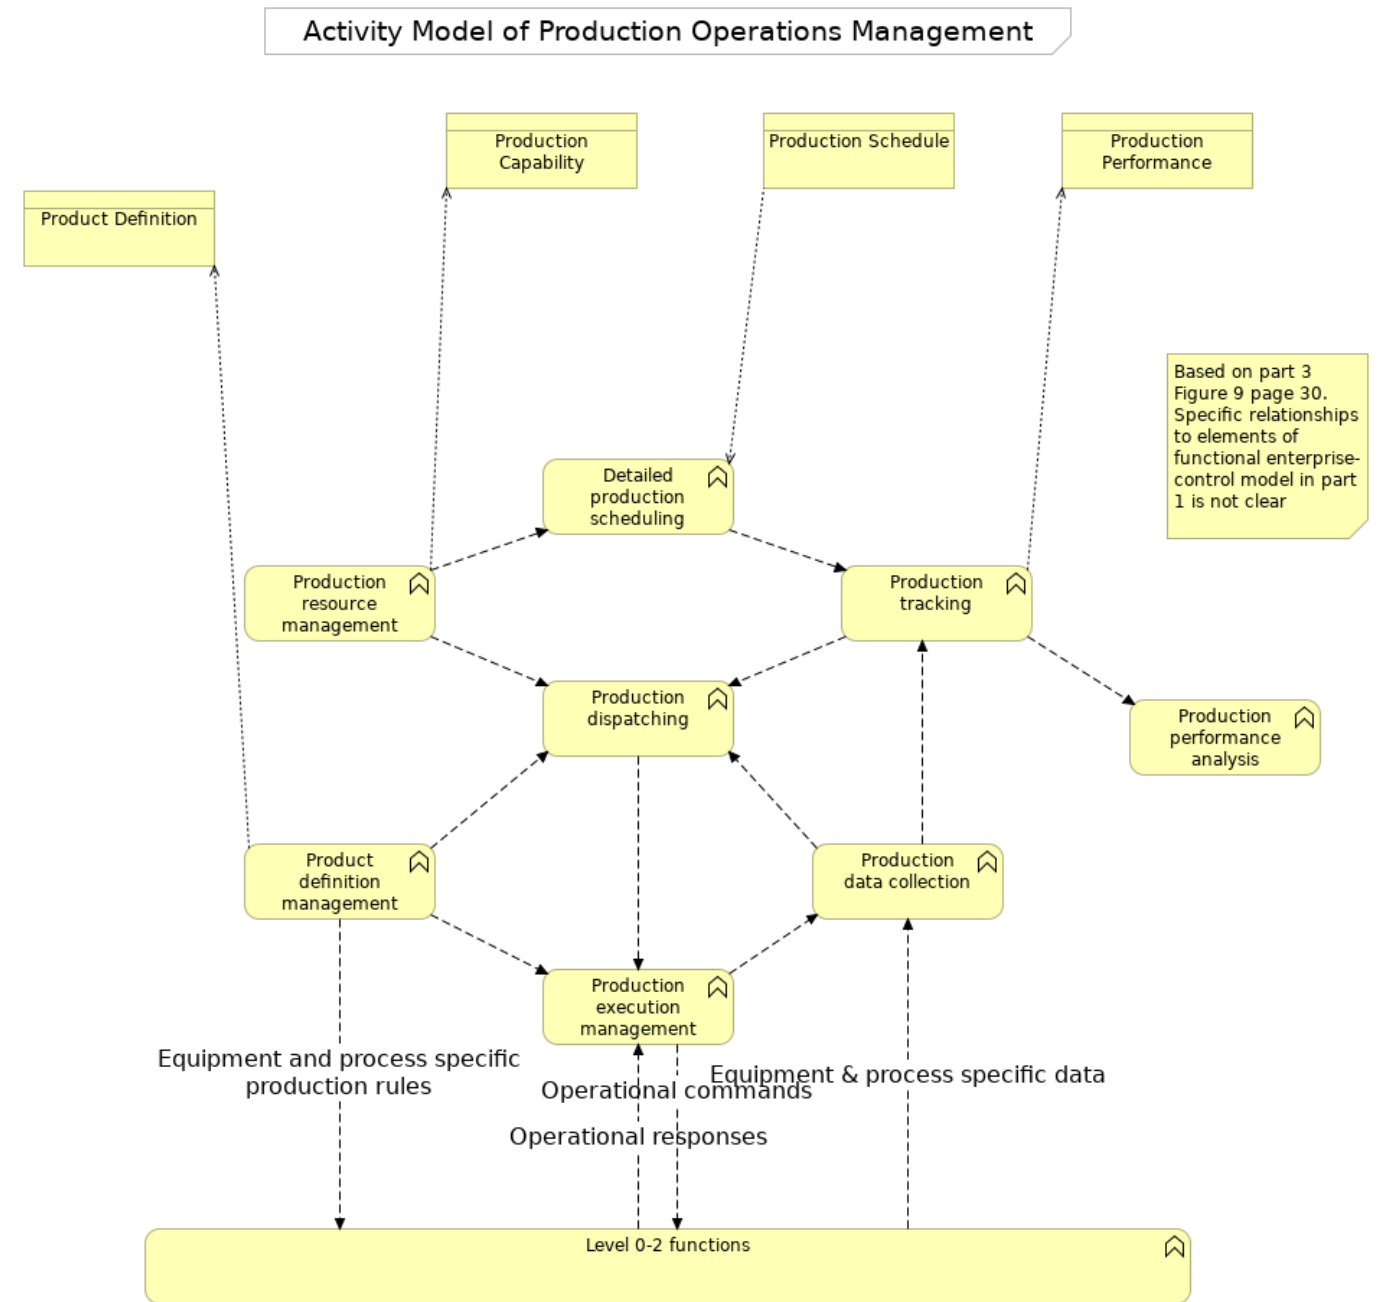 Activity Model of Production Operations Management
Production
Capability
Production Schedule
Production
Performance
Product Definition
Based on part 3
Figure 9 page 30.
Specific relationships
to elements of
functional enterprise-
control model in part
1 is not clear
Detailed
production
scheduling
Production
resource
management
Production
tracking
Production
dispatching
Production
performance
analysis
Product
definition
management
Production
data collection
Production
execution
management
Equipment and process specific
production rules
Equipment & process specific data
Operational commands
Operational responses
Level 0-2 functions